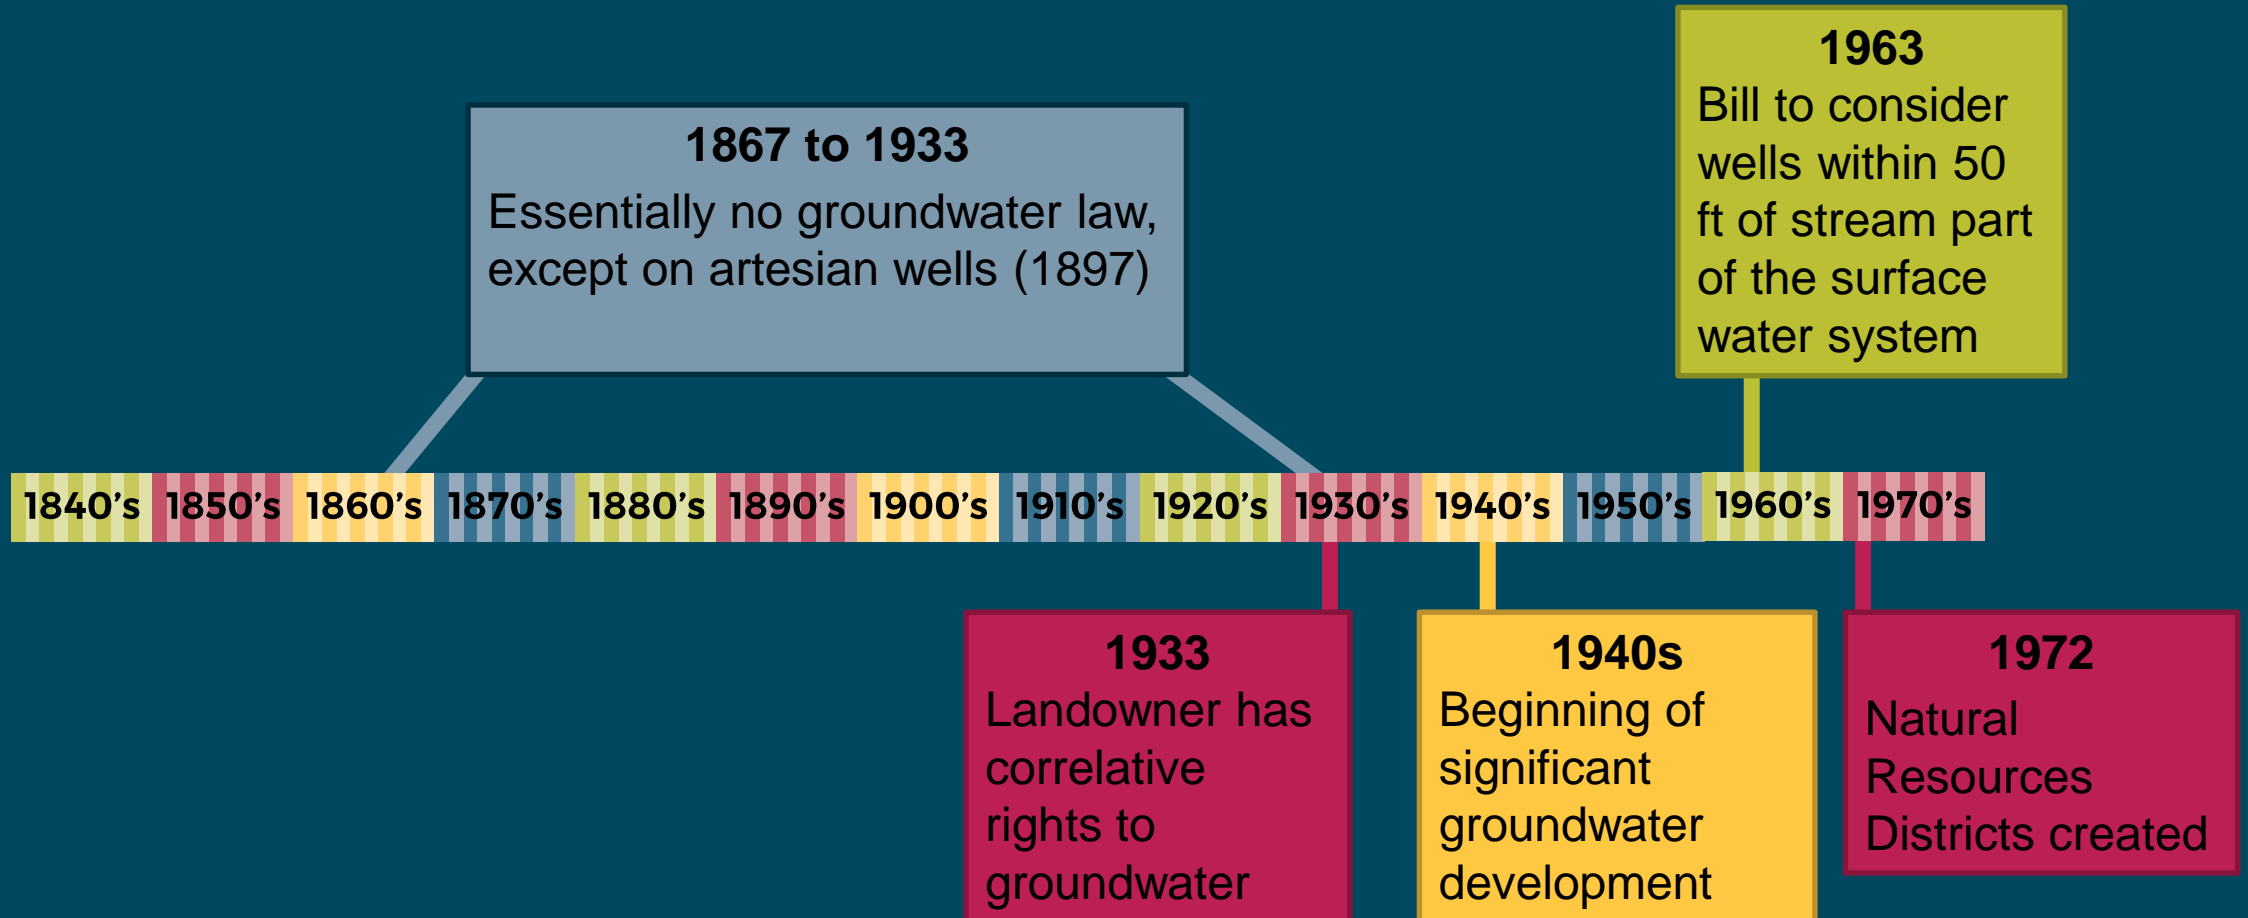 1963
Bill to consider
wells within 50
ft of stream part
of the surface
water system
1867 to 1933
Essentially no groundwater law,
except on artesian wells (1897)
1840's 1850's 1860's 1870's 1880's 1890's 1900's 1910's 1920's 1930's 1940's 1950's 1960's 1970's
1933
Landowner has
correlative
rights to
groundwater
1940s
Beginning of
significant
groundwater
development
1972
Natural
Resources
Districts created